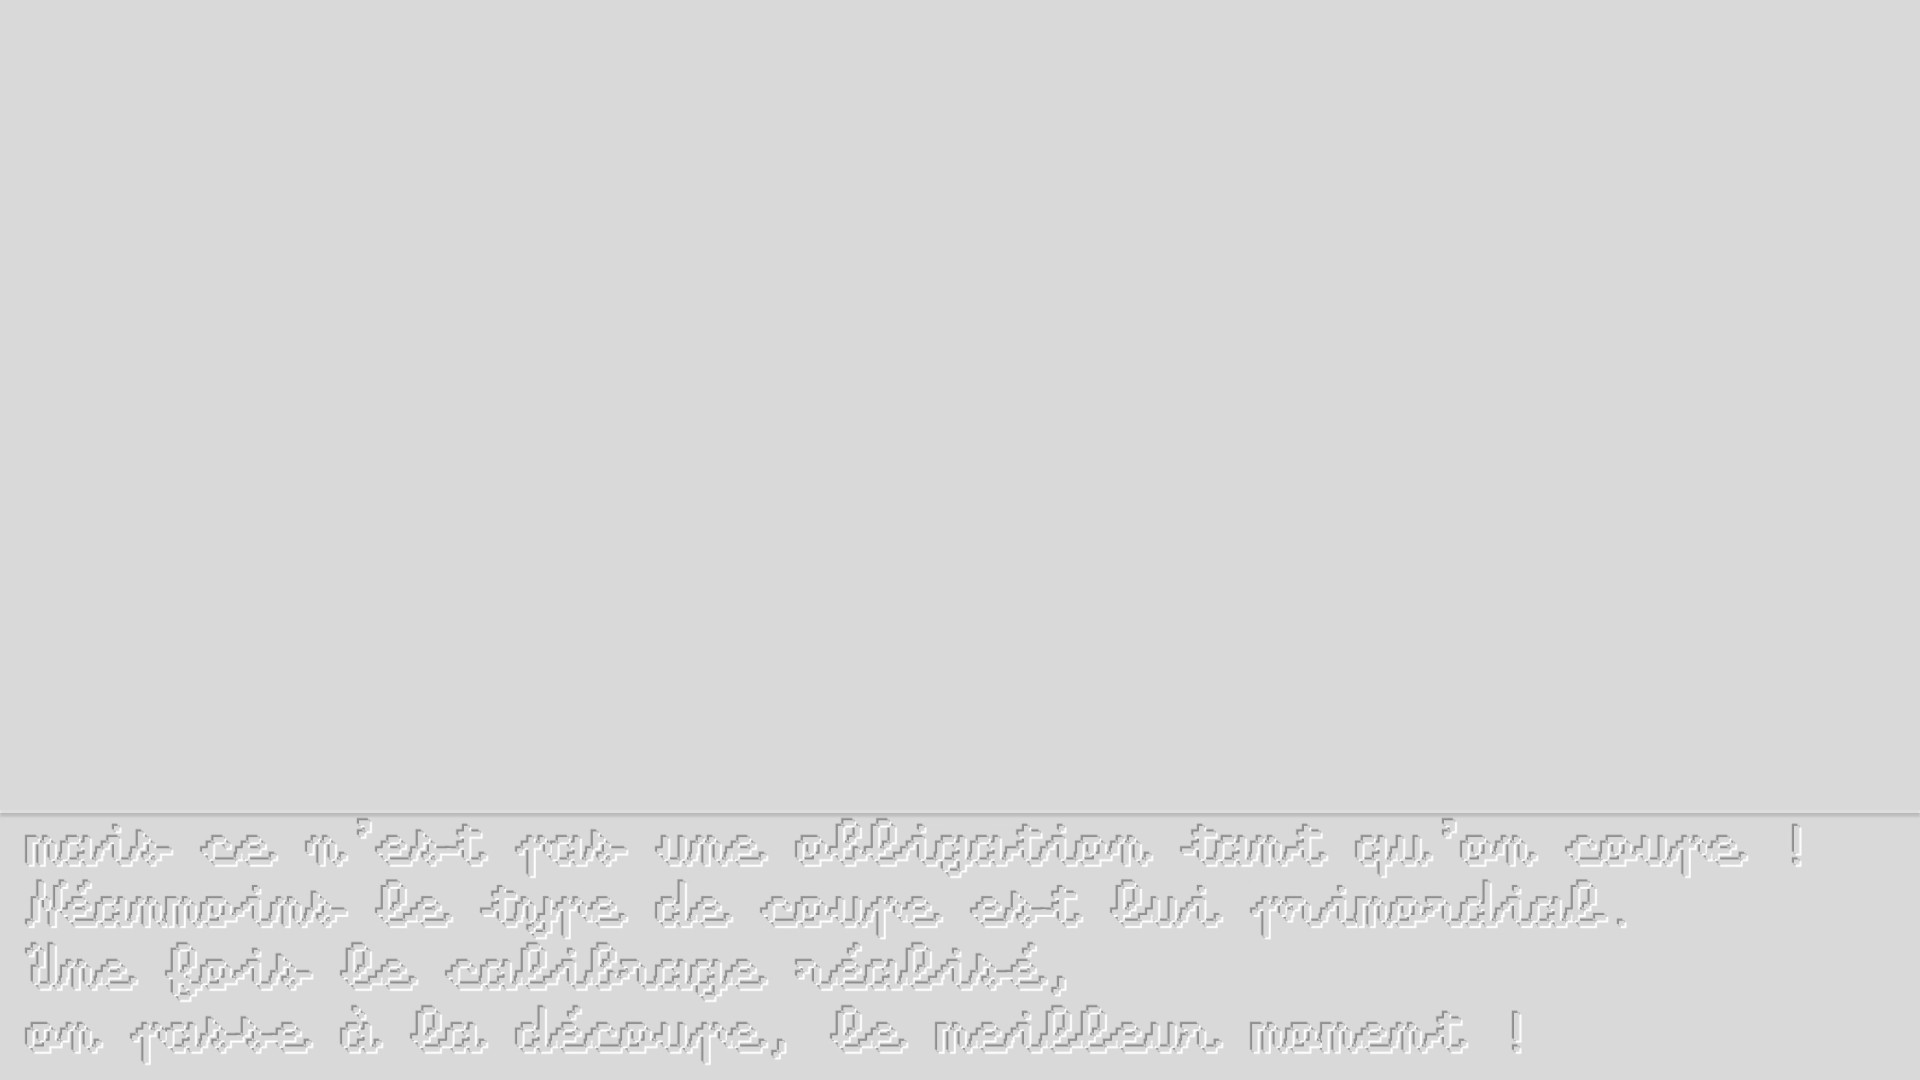 mais ce n'est pas une obligation tant qu'on coupe !
Néanmoins le type de coupe est lui primordial.
Une fois le calibrage réalisé,
on passe à la découpe, le meilleur moment !